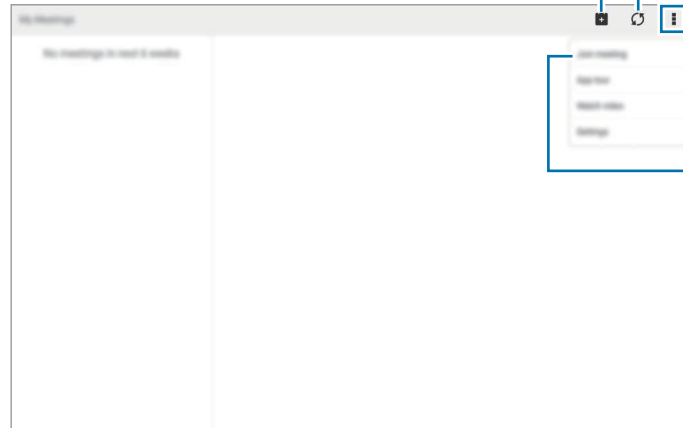 My Meetings
No meetings in next 6 weeks
Join meeting
App tour
Watch video
Settings